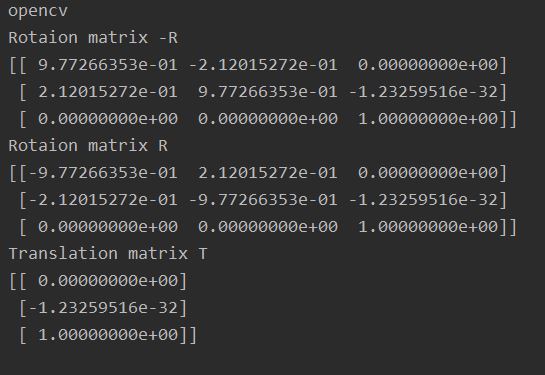 opencv
Rotaion matrix -R
[[ 9.77266353e-01 -2.12015272e-01  0.00000000e+00]
 [ 2.12015272e-01  9.77266353e-01 -1.23259516e-32]
 [ 0.00000000e+00  0.00000000e+00  1.00000000e+00]]
Rotaion matrix R
[[-9.77266353e-01  2.12015272e-01  0.00000000e+00]
 [-2.12015272e-01 -9.77266353e-01 -1.23259516e-32]
 [ 0.00000000e+00  0.00000000e+00  1.00000000e+00]]
Translation matrix T
[[ 0.00000000e+00]
 [-1.23259516e-32]
 [ 1.00000000e+00]]